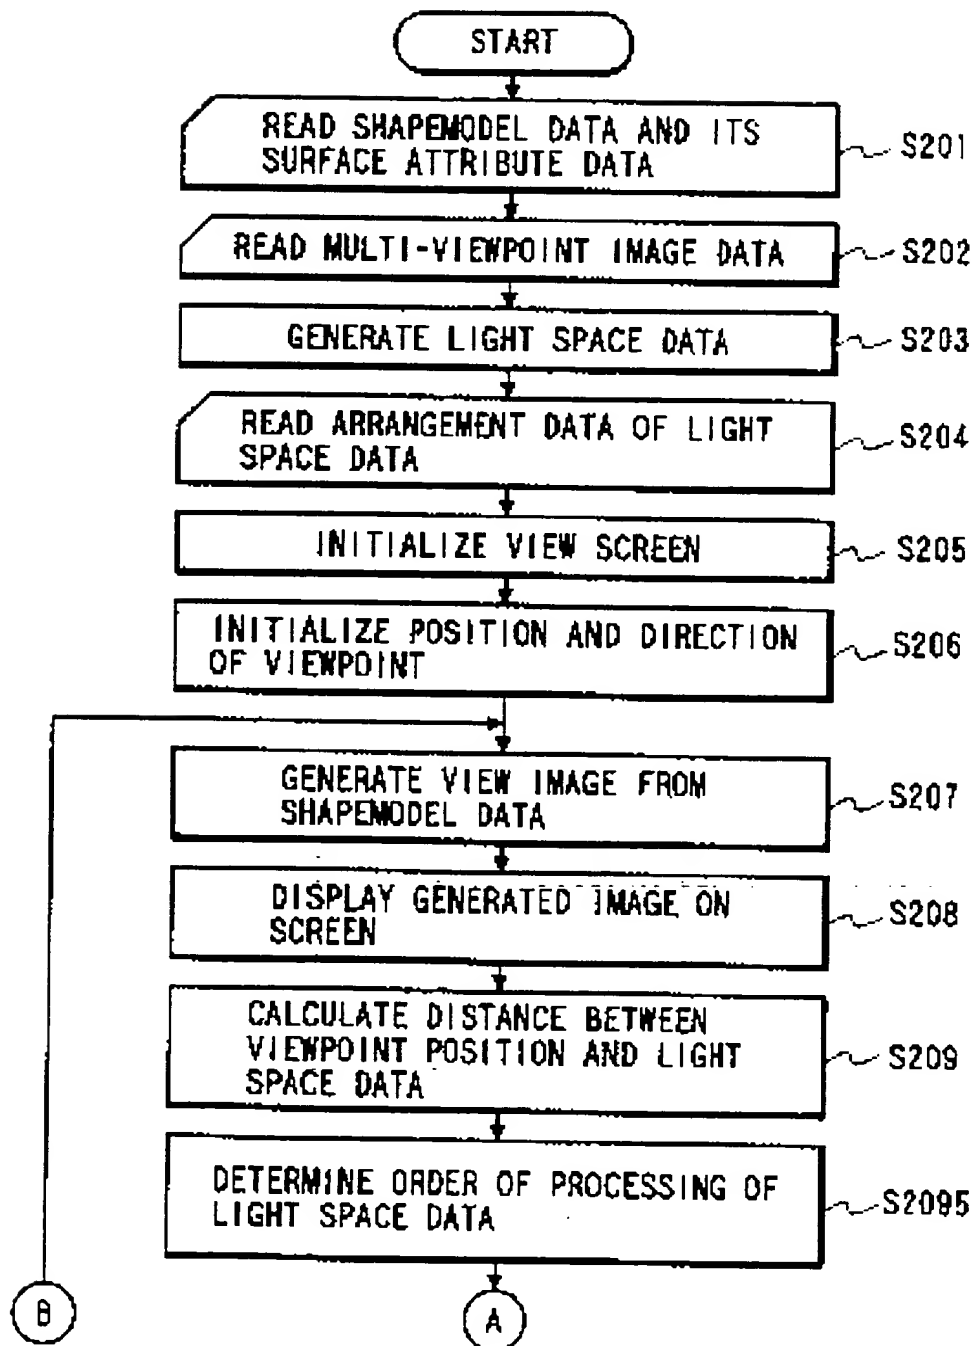 START
READ SHAPEMODEL DATA AND ITS
SURFACE ATTRIBUTE DATA
S201
READ MULTI-VIEWPOINT IMAGE DATA
S202
GENERATE LIGHT SPACE DATA
S203
READ ARRANGEMENT DATA OF LIGHT
SPACE DATA
S204
INITIALIZE VIEW SCREEN
S205
INITIALIZE POSITION AND DIRECTION
OF VIEWPOINT
S206
GENERATE VIEW IMAGE FROM
SHAPEMODEL DATA
S207
DISPLAY GENERATED IMAGE ON
SCREEN
S208
CALCULATE DISTANCE BETWEEN
VIEWPOINT POSITION AND LIGHT
SPACE DATA
S209
DETERMINE ORDER OF PROCESSING OF
LIGHT SPACE DATA
S2095
B
A